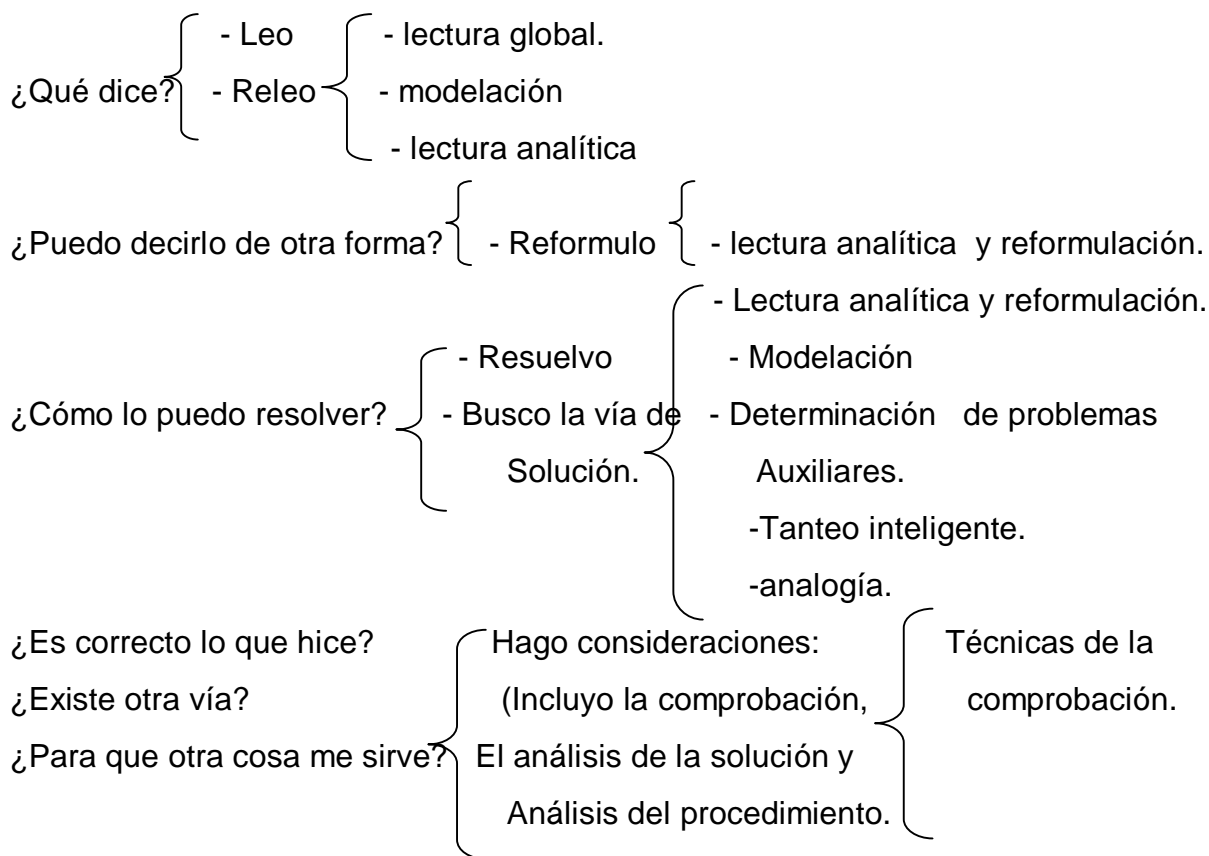 - Leo - lectura global.
¿Qué dice? - Releo - modelación
- lectura analítica
¿Puedo decirlo de otra forma? - Reformulo - lectura analítica y reformulación.
- Lectura analítica y reformulación.
- Resuelvo - Modelación
¿Cómo lo puedo resolver? - Busco la vía de - Determinación de problemas
Solución. Auxiliares.
-Tanteo inteligente.
-analogía.
¿Es correcto lo que hice? Hago consideraciones: Técnicas de la
¿Existe otra vía? (Incluyo la comprobación, comprobación.
¿Para que otra cosa me sirve? El análisis de la solución y
Análisis del procedimiento.